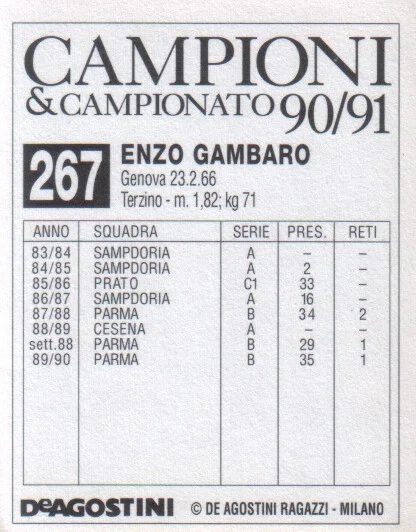 CAMPIONI
& CAMPIONATO 90/91
267 ENZO GAMBARO
Genova 23.2.66
Terzino - m. 1,82; kg 71
ANNO SQUADRA SERIE PRES. RETI
83/84 SAMPDORIA A – –
84/85 SAMPDORIA A 2 –
85/86 PRATO C1 33 –
86/87 SAMPDORIA A 16 –
87/88 PARMA B 34 2
88/89 CESENA A – –
sett.88 PARMA B 29 1
89/90 PARMA B 35 1
DeAGOSTINI © DE AGOSTINI RAGAZZI - MILANO